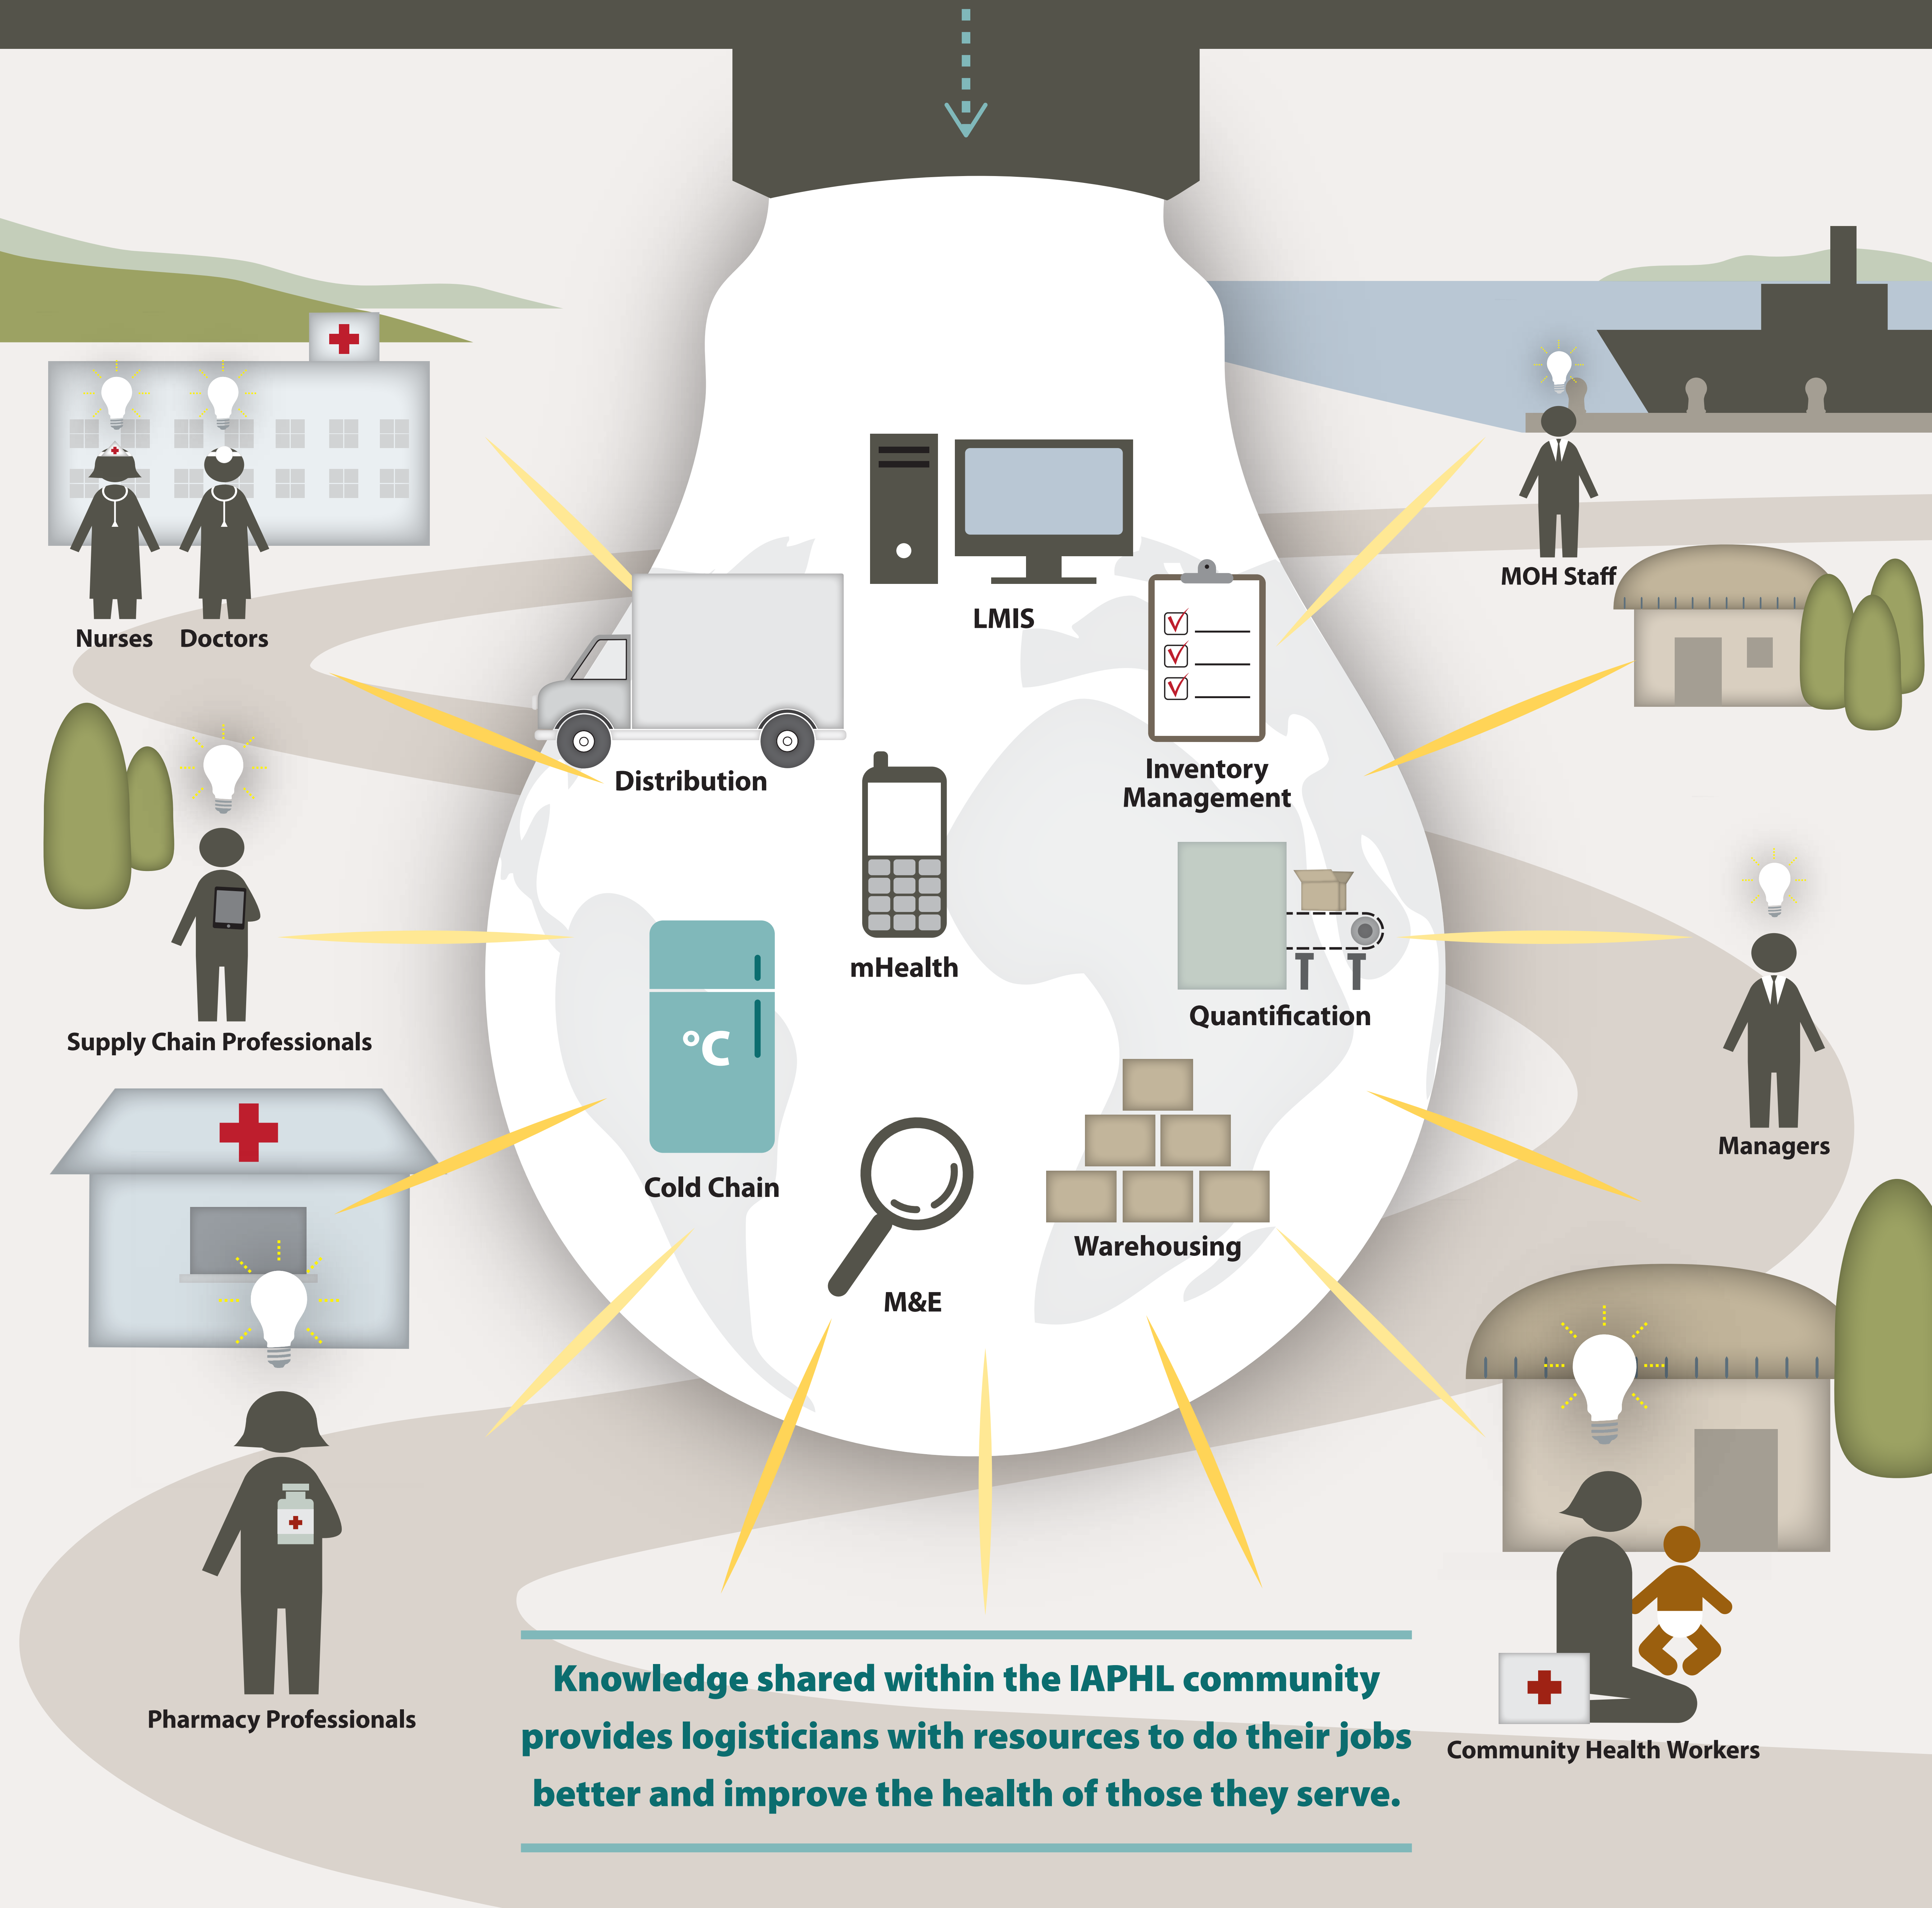 LMIS
MOH Staff
Nurses
Doctors
Distribution
Inventory
Management
mHealth
Quantification
Supply Chain Professionals
°C
Managers
Cold Chain
Warehousing
M&E
Pharmacy Professionals
Community Health Workers
Knowledge shared within the IAPHL community
provides logisticians with resources to do their jobs
better and improve the health of those they serve.